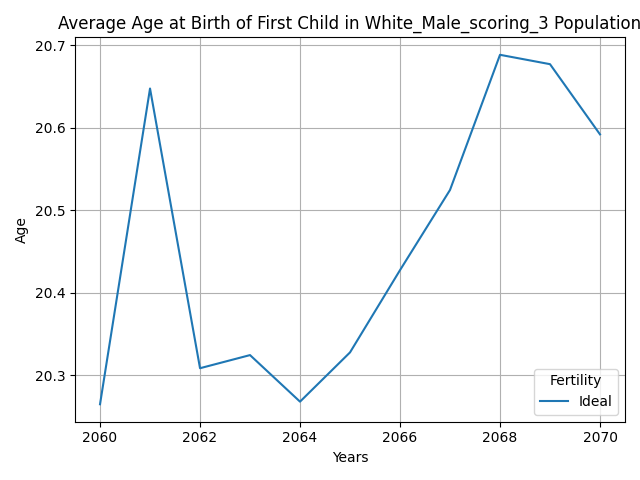 Average Age at Birth of First Child in White_Male_scoring_3 Population
20.7
20.6
20.5
20.4
20.3
Age
2060 2062 2064 2066 2068 2070
Years
Fertility
Ideal